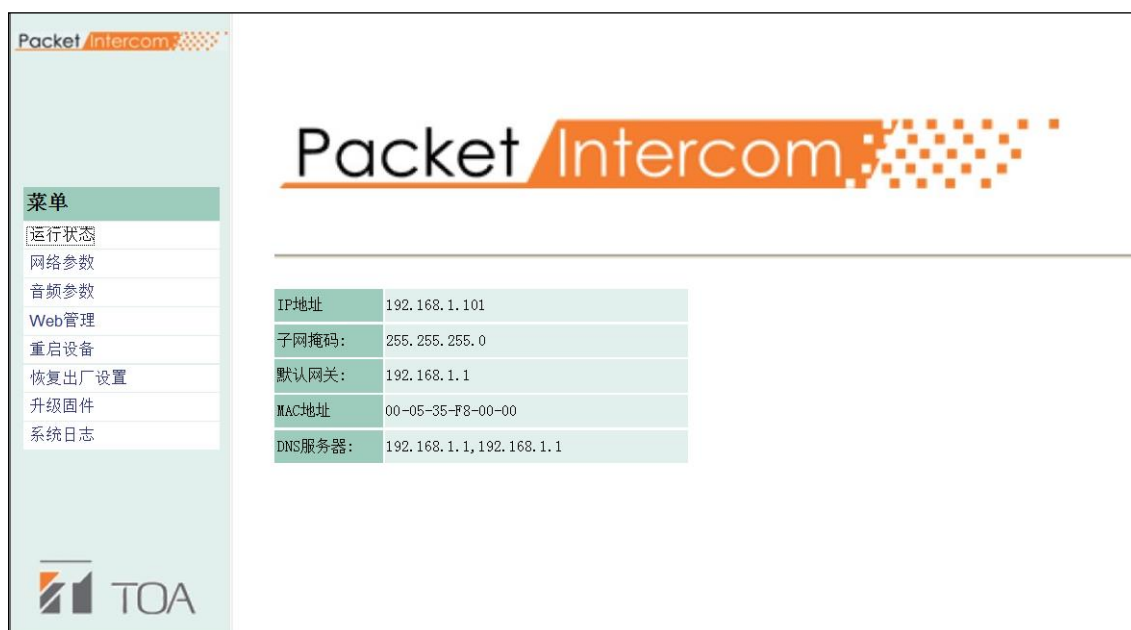 Packet Intercom
Packet Intercom
菜单
运行状态
网络参数
音频参数
Web管理
重启设备
恢复出厂设置
升级固件
系统日志
IP地址 192.168.1.101
子网掩码: 255.255.255.0
默认网关: 192.168.1.1
MAC地址 00-05-35-F8-00-00
DNS服务器: 192.168.1.1,192.168.1.1
TOA